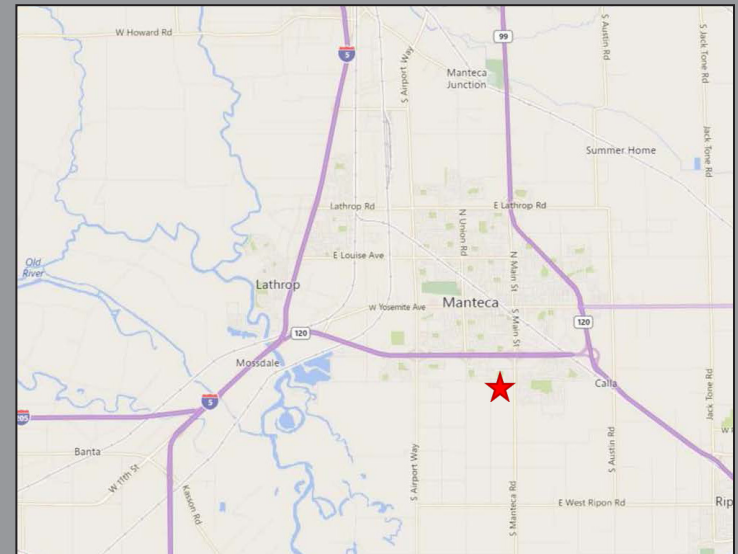 W Howard Rd
5
99
S Airport Way
S Austin Rd
S Jack Tone Rd
Manteca
Junction
Jack Tone Rd
Summer Home
Lathrop Rd
E Lathrop Rd
N Union Rd
Old
River
E Louise Ave
N Main St
Lathrop
W Yosemite Ave
Manteca
S Main St
120
120
Mossdale
Calla
Jack Tone Rd
5
205
Banta
W 11th St
Kasson Rd
S Airport Way
S Manteca Rd
S Austin Rd
E West Ripon Rd
Rip